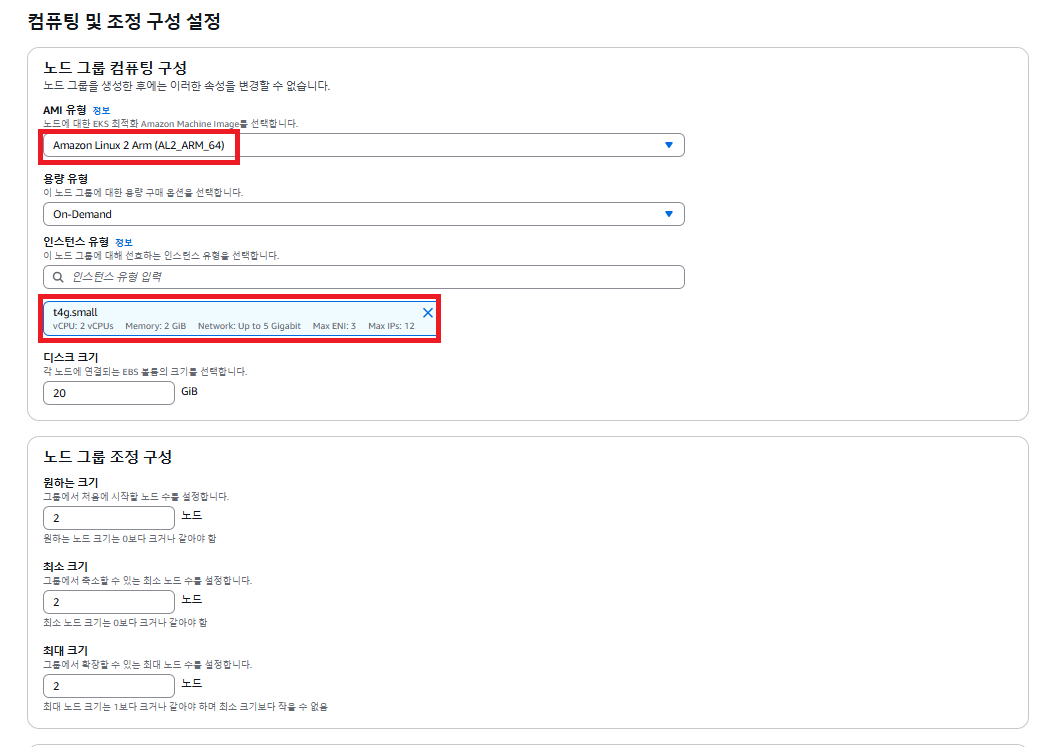 컴퓨팅 및 조정 구성 설정
노드 그룹 컴퓨팅 구성
노드 그룹을 생성한 후에는 이러한 속성을 변경할 수 없습니다.
AMI 유형 정보
노드에 대한 EKS 최적화 Amazon Machine Image를 선택합니다.
Amazon Linux 2 Arm (AL2_ARM_64)
용량 유형
이 노드 그룹에 대한 용량 구매 옵션을 선택합니다.
On-Demand
인스턴스 유형 정보
이 노드 그룹에 대해 선호하는 인스턴스 유형을 선택합니다.
인스턴스 유형 입력
t4g.small
vCPU: 2 vCPUs Memory: 2 GiB Network: Up to 5 Gigabit Max ENI: 3 Max IPs: 12
디스크 크기
각 노드에 연결되는 EBS 볼륨의 크기를 선택합니다.
20 GiB
노드 그룹 조정 구성
원하는 크기
그룹에서 처음에 시작할 노드 수를 설정합니다.
2 노드
원하는 노드 크기는 0보다 크거나 같아야 함
최소 크기
그룹에서 축소할 수 있는 최소 노드 수를 설정합니다.
2 노드
최소 노드 크기는 0보다 크거나 같아야 함
최대 크기
그룹에서 확장할 수 있는 최대 노드 수를 설정합니다.
2 노드
최대 노드 크기는 1보다 크거나 같아야 하며 최소 크기보다 작을 수 없음